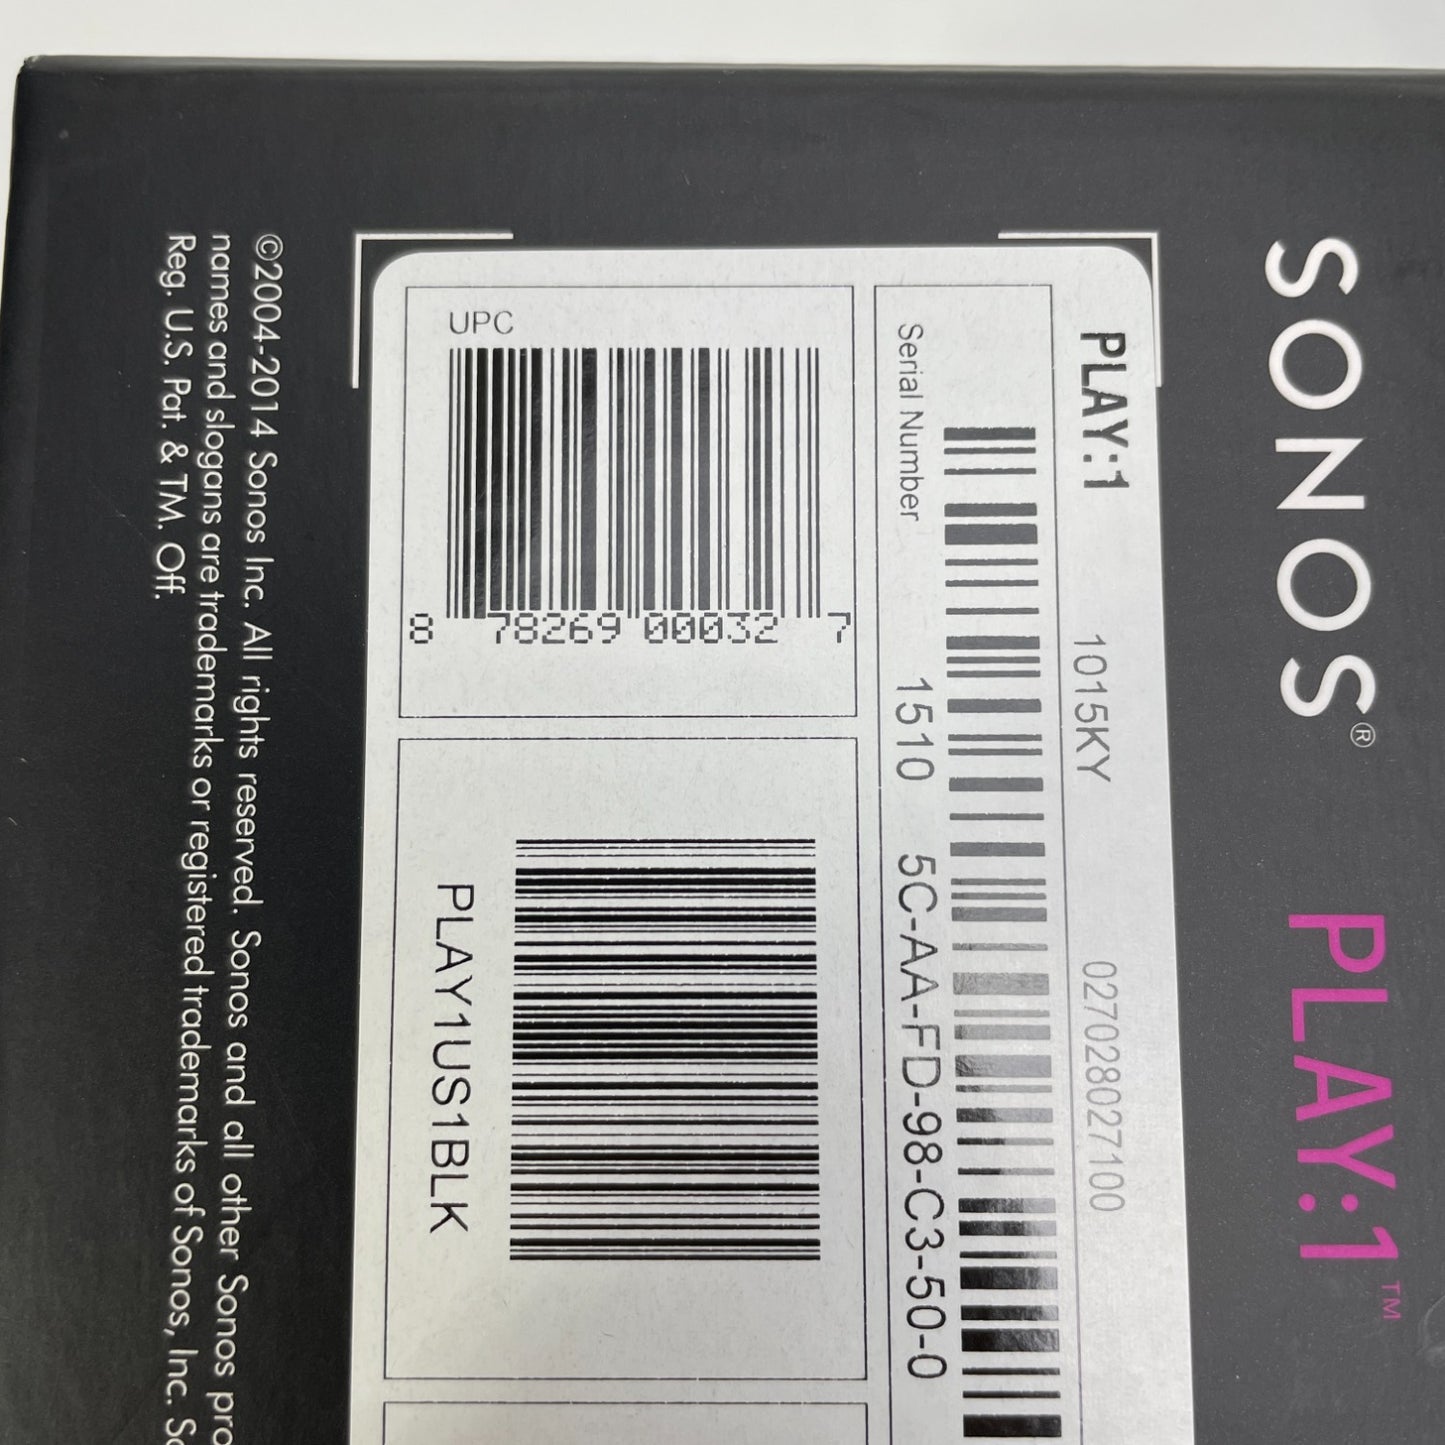 SONOS® PLAY:1™
PLAY:1 1015KY 027028027100
Serial Number 1510 5C-AA-FD-98-C3-50-0
UPC
8 78269 00032 7
PLAY1US1BLK
©2004-2014 Sonos Inc. All rights reserved. Sonos and all other Sonos
names and slogans are trademarks or registered trademarks of Sonos, Inc.
Reg. U.S. Pat. & TM. Off.